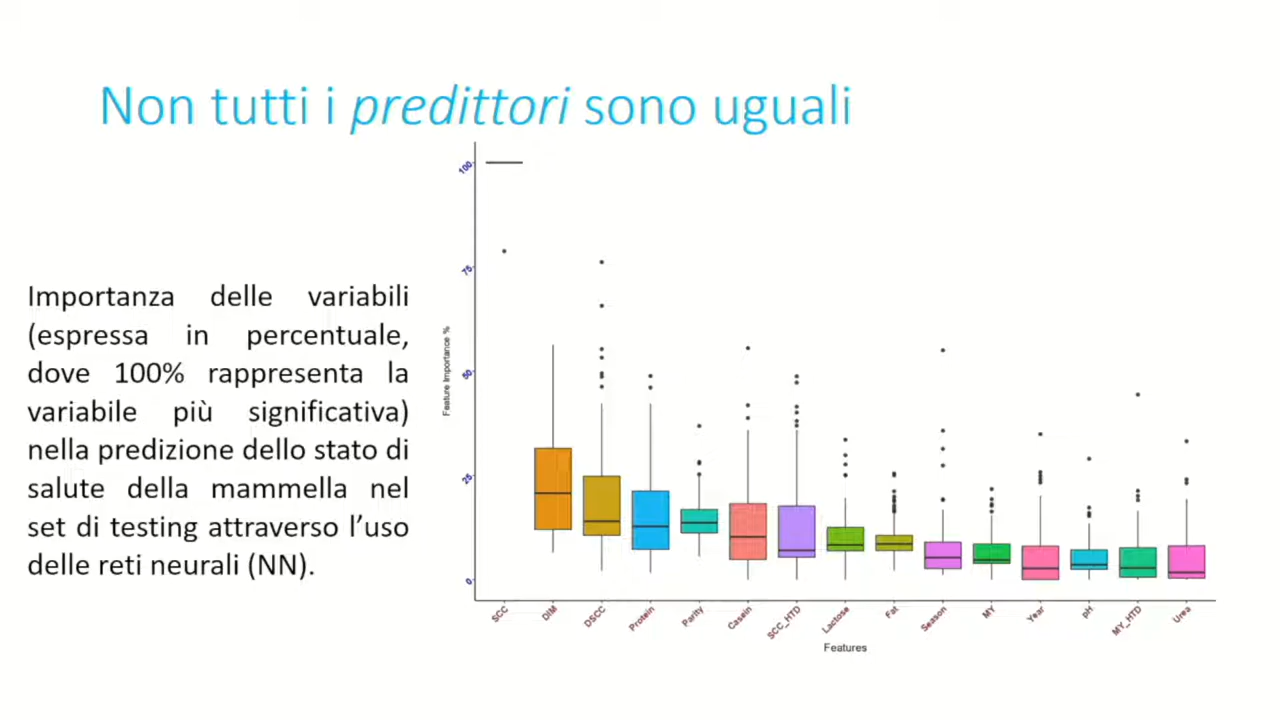 Non tutti i predittori sono uguali
Importanza delle variabili
(espressa in percentuale,
dove 100% rappresenta la
variabile più significativa)
nella predizione dello stato di
salute della mammella nel
set di testing attraverso l'uso
delle reti neurali (NN).
Feature Importance %
100
75
50
25
0
SCC
DIM
DSCC
Protein
Parity
Casein
SCC_HTD
Lactose
Fat
Season
MY
Year
pH
MY_HTD
Urea
Features